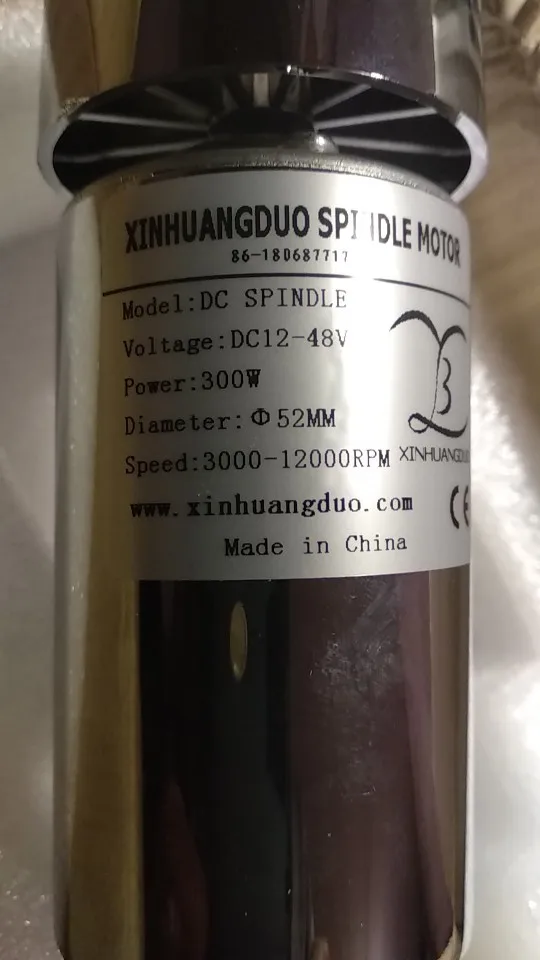 XINHUANGDUO SPINDLE MOTOR
86-180687717
Model:DC SPINDLE
Voltage:DC12-48V
Power:300W
Diameter:Φ52MM
Speed:3000-12000RPM
XINHUANGDUO
www.xinhuangduo.com
CE
Made in China